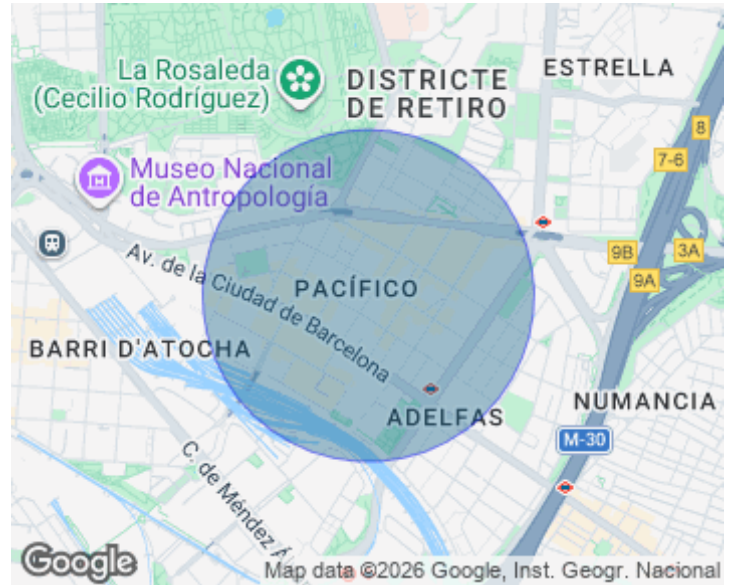 La Rosaleda
(Cecilio Rodríguez)
DISTRICTE
DE RETIRO
ESTRELLA
8
7-6
Museo Nacional
de Antropología
9B
3A
9A
Av. de la Ciudad de Barcelona
PACÍFICO
BARRI D'ATOCHA
ADELFAS
NUMANCIA
M-30
C. de Méndez Á
Google
Map data ©2026 Google, Inst. Geogr. Nacional